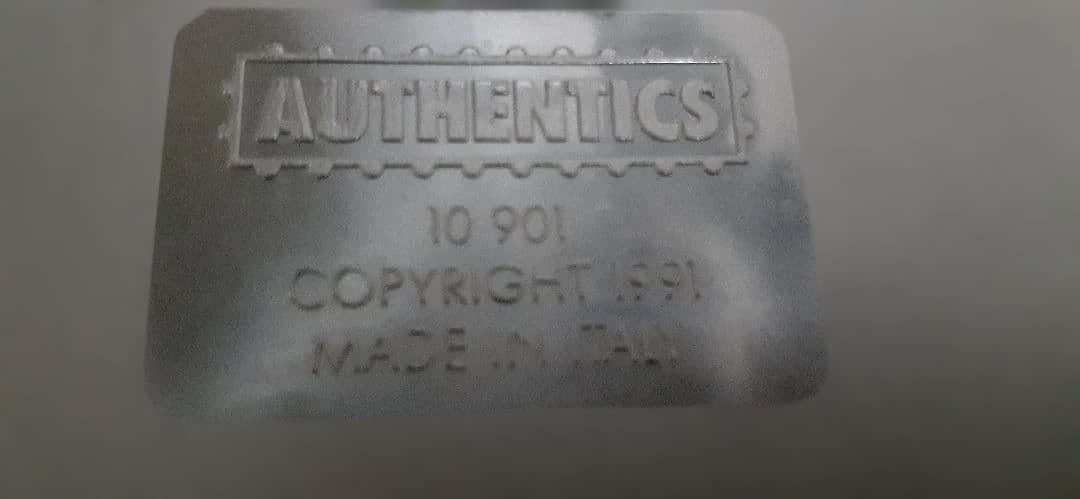 AUTHENTICS
10 901
COPYRIGHT 1991
MADE IN ITALY